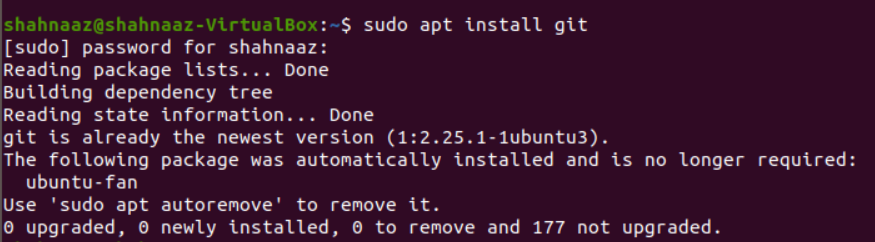 shahnaaz@shahnaaz-VirtualBox:~$ sudo apt install git
[sudo] password for shahnaaz:
Reading package lists... Done
Building dependency tree
Reading state information... Done
git is already the newest version (1:2.25.1-1ubuntu3).
The following package was automatically installed and is no longer required:
  ubuntu-fan
Use 'sudo apt autoremove' to remove it.
0 upgraded, 0 newly installed, 0 to remove and 177 not upgraded.